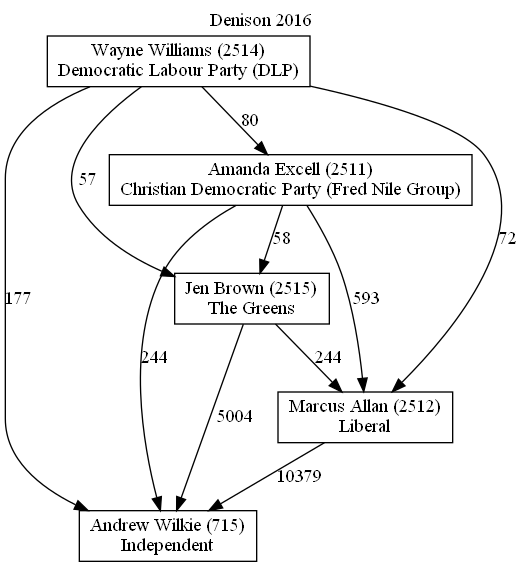 Denison 2016
Wayne Williams (2514)
Democratic Labour Party (DLP)
80
Amanda Excell (2511)
Christian Democratic Party (Fred Nile Group)
57
58
72
Jen Brown (2515)
The Greens
177
593
244
244
Marcus Allan (2512)
Liberal
5004
10379
Andrew Wilkie (715)
Independent